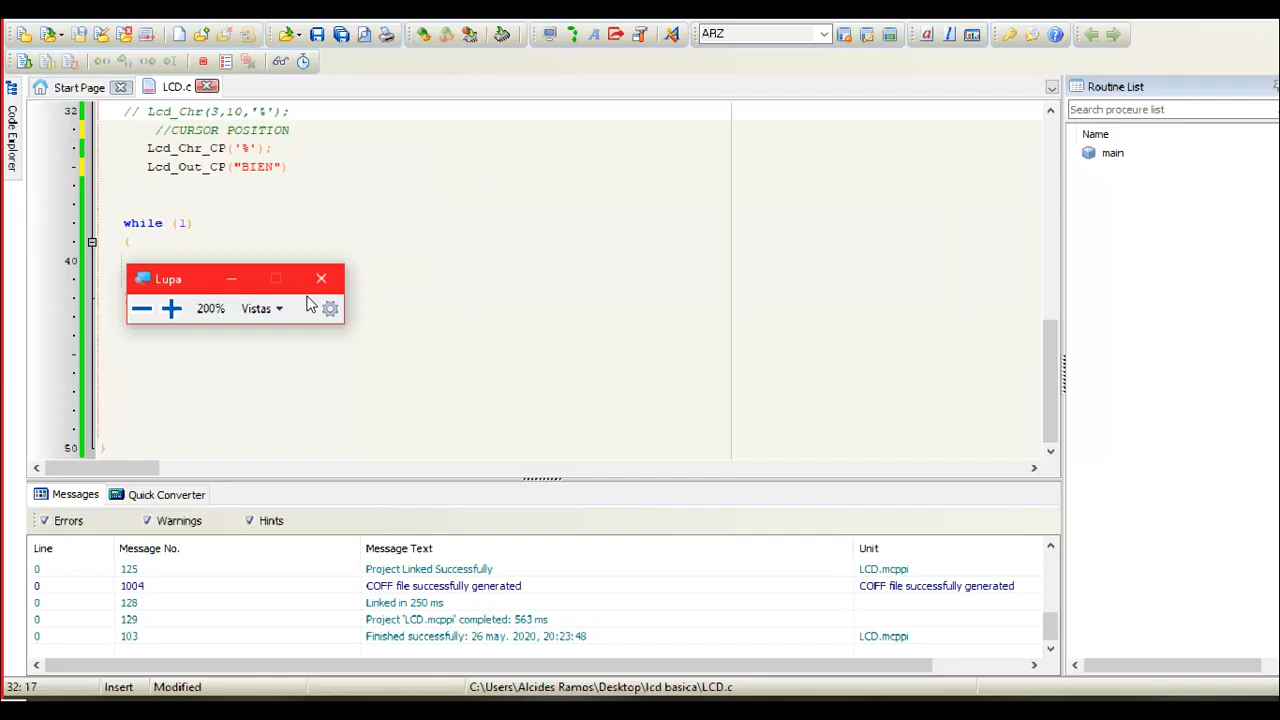 ARZ
Start Page
LCD.c
Routine List
Code Explorer
Search proceure list
Name
main
32 // Lcd_Chr(3,10,'%');
//CURSOR POSITION
Lcd_Chr_CP('%');
Lcd_Out_CP("BIEN")
while (1)
{
40
Lupa
200% Vistas
50 }
Messages Quick Converter
Errors Warnings Hints
Line Message No. Message Text Unit
0 125 Project Linked Successfully LCD.mcppi
0 1004 COFF file successfully generated COFF file successfully generated
0 128 Linked in 250 ms
0 129 Project 'LCD.mcppi' completed: 563 ms
0 103 Finished successfully: 26 may. 2020, 20:23:48 LCD.mcppi
32: 17 Insert Modified C:\Users\Alcides Ramos\Desktop\lcd basica\LCD.c